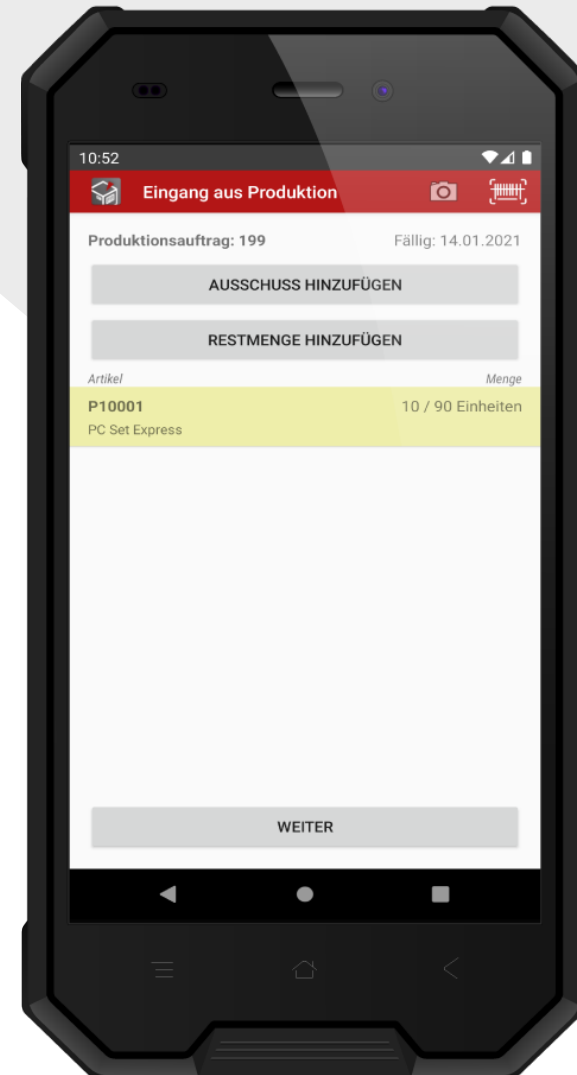 10:52
Eingang aus Produktion
Produktionsauftrag: 199 Fällig: 14.01.2021
AUSSCHUSS HINZUFÜGEN
RESTMENGE HINZUFÜGEN
Artikel Menge
P10001 10 / 90 Einheiten
PC Set Express
WEITER